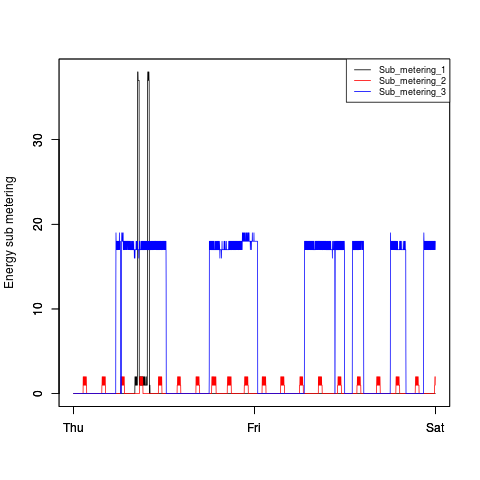 Sub_metering_1
Sub_metering_2
Sub_metering_3
Energy sub metering
30
20
10
0
Thu Fri Sat